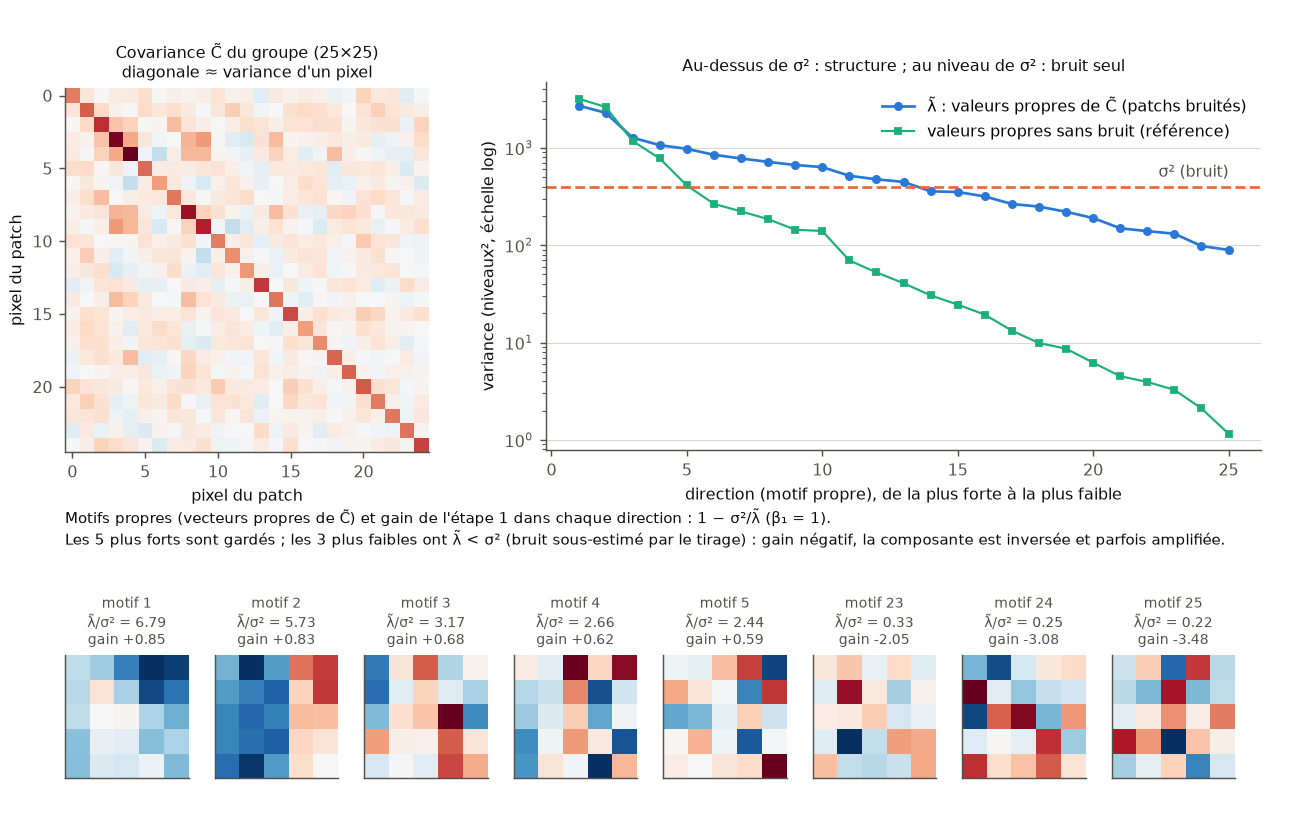 Covariance C̃ du groupe (25×25)
diagonale ≈ variance d'un pixel
0
5
10
15
20
pixel du patch
0
5
10
15
20
pixel du patch
Au-dessus de σ² : structure ; au niveau de σ² : bruit seul
λ̃ : valeurs propres de C̃ (patchs bruités)
valeurs propres sans bruit (référence)
σ² (bruit)
10³
10²
10¹
10⁰
variance (niveaux², échelle log)
0
5
10
15
20
25
direction (motif propre), de la plus forte à la plus faible
Motifs propres (vecteurs propres de C̃) et gain de l'étape 1 dans chaque direction : 1 − σ²/λ̃ (β₁ = 1).
Les 5 plus forts sont gardés ; les 3 plus faibles ont λ̃ < σ² (bruit sous-estimé par le tirage) : gain négatif, la composante est inversée et parfois amplifiée.
motif 1
λ̃/σ² = 6.79
gain +0.85
motif 2
λ̃/σ² = 5.73
gain +0.83
motif 3
λ̃/σ² = 3.17
gain +0.68
motif 4
λ̃/σ² = 2.66
gain +0.62
motif 5
λ̃/σ² = 2.44
gain +0.59
motif 23
λ̃/σ² = 0.33
gain -2.05
motif 24
λ̃/σ² = 0.25
gain -3.08
motif 25
λ̃/σ² = 0.22
gain -3.48